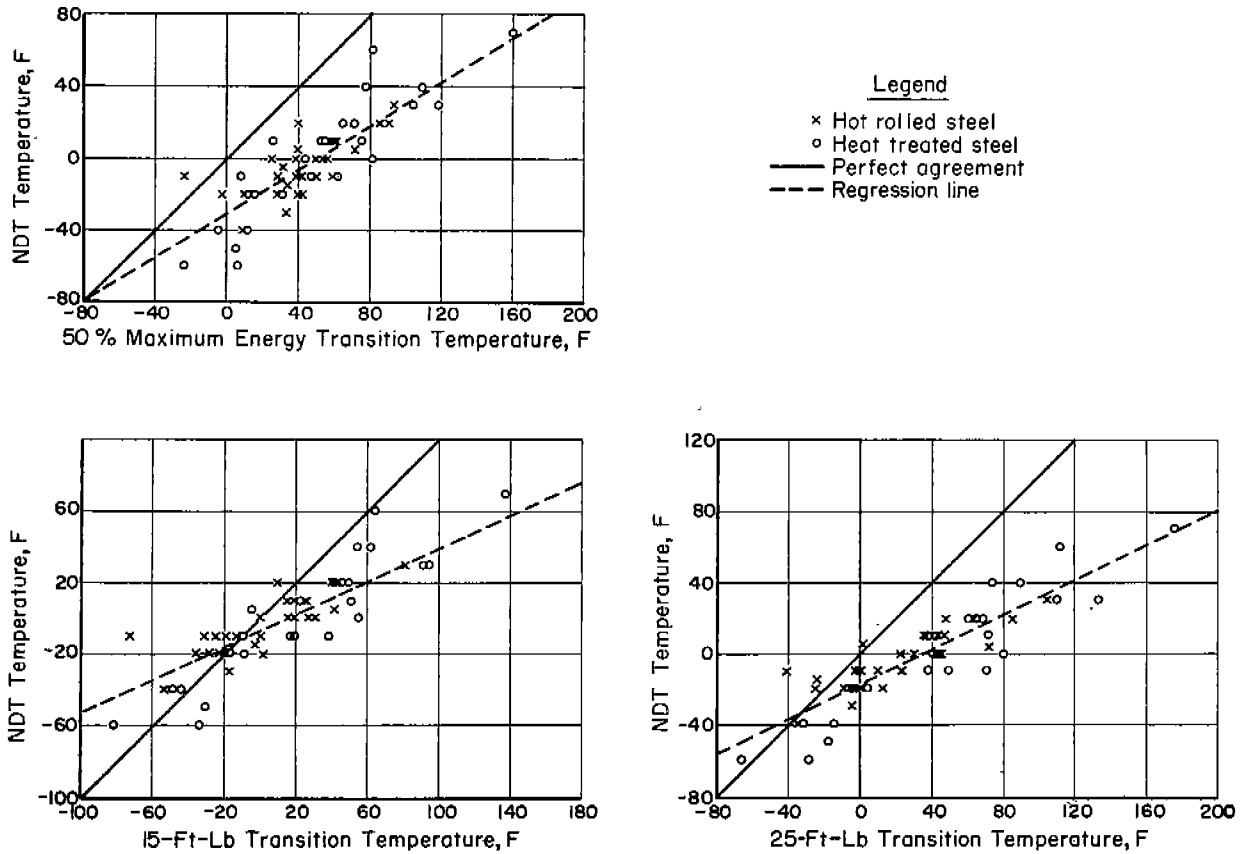 80
40
0
-40
-80
NDT Temperature, F
-80 -40 0 40 80 120 160 200
50 % Maximum Energy Transition Temperature, F
Legend
× Hot rolled steel
o Heat treated steel
Perfect agreement
Regression line
60
20
-20
-60
-100
NDT Temperature, F
-100 -60 -20 20 60 100 140 180
15-Ft-Lb Transition Temperature, F
120
80
40
0
-40
-80
NDT Temperature, F
-80 -40 0 40 80 120 160 200
25-Ft-Lb Transition Temperature, F